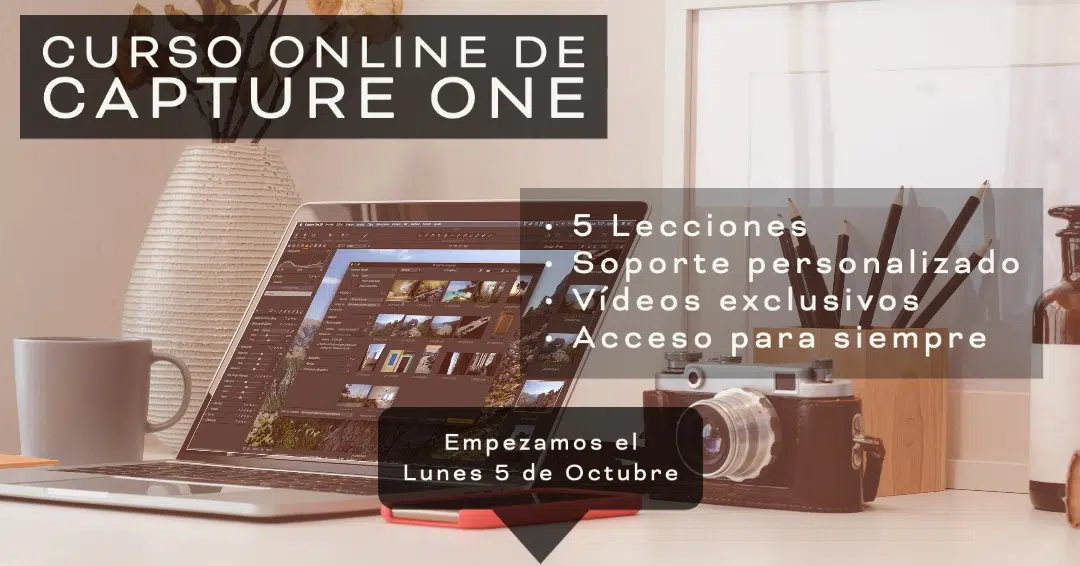 CURSO ONLINE DE
CAPTURE ONE
• 5 Lecciones
• Soporte personalizado
• Vídeos exclusivos
• Acceso para siempre
Empezamos el
Lunes 5 de Octubre